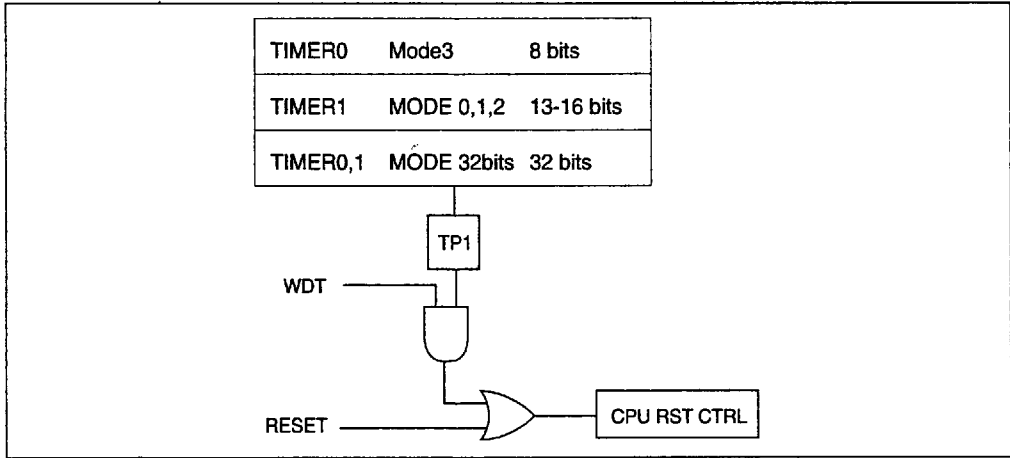 TIMER0 Mode3 8 bits
TIMER1 MODE 0,1,2 13-16 bits
TIMER0,1 MODE 32bits 32 bits
TP1
WDT
RESET
CPU RST CTRL